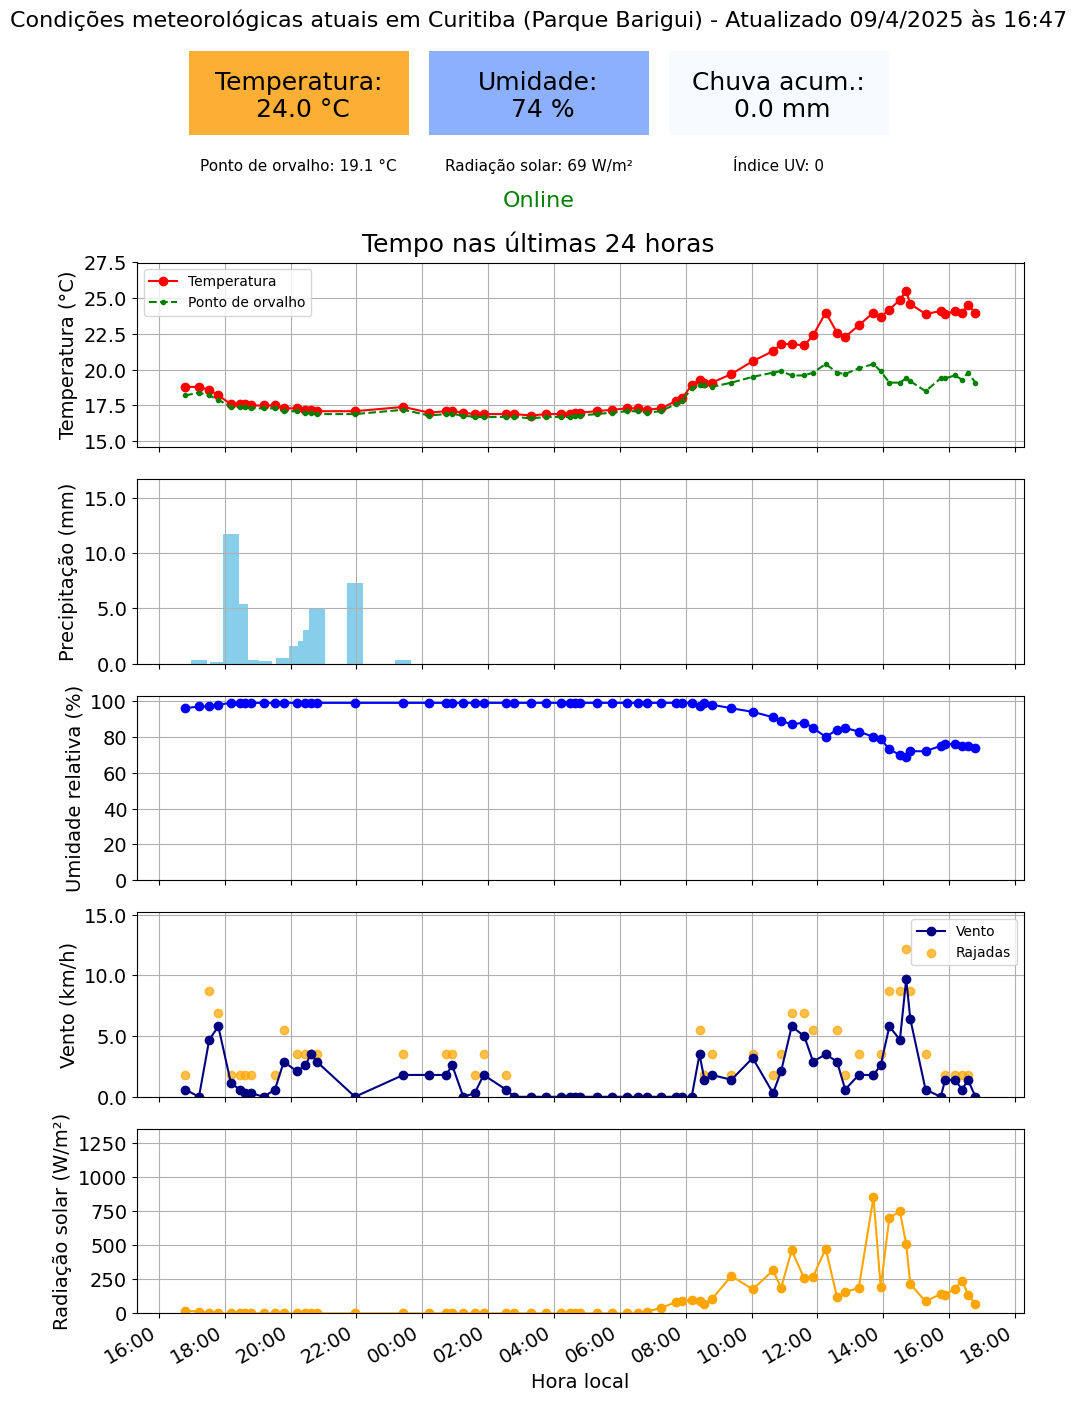 Condições meteorológicas atuais em Curitiba (Parque Barigui) - Atualizado 09/4/2025 às 16:47
Temperatura:
24.0 °C
Umidade:
74 %
Chuva acum.:
0.0 mm
Ponto de orvalho: 19.1 °C
Radiação solar: 69 W/m²
Índice UV: 0
Online
Tempo nas últimas 24 horas
Temperatura (°C)
27.5
25.0
22.5
20.0
17.5
15.0
Temperatura
Ponto de orvalho
Precipitação (mm)
15.0
10.0
5.0
0.0
Umidade relativa (%)
100
80
60
40
20
0
Vento (km/h)
15.0
10.0
5.0
0.0
Vento
Rajadas
Radiação solar (W/m²)
1250
1000
750
500
250
0
16:00
18:00
20:00
22:00
00:00
02:00
04:00
06:00
08:00
10:00
12:00
14:00
16:00
18:00
Hora local